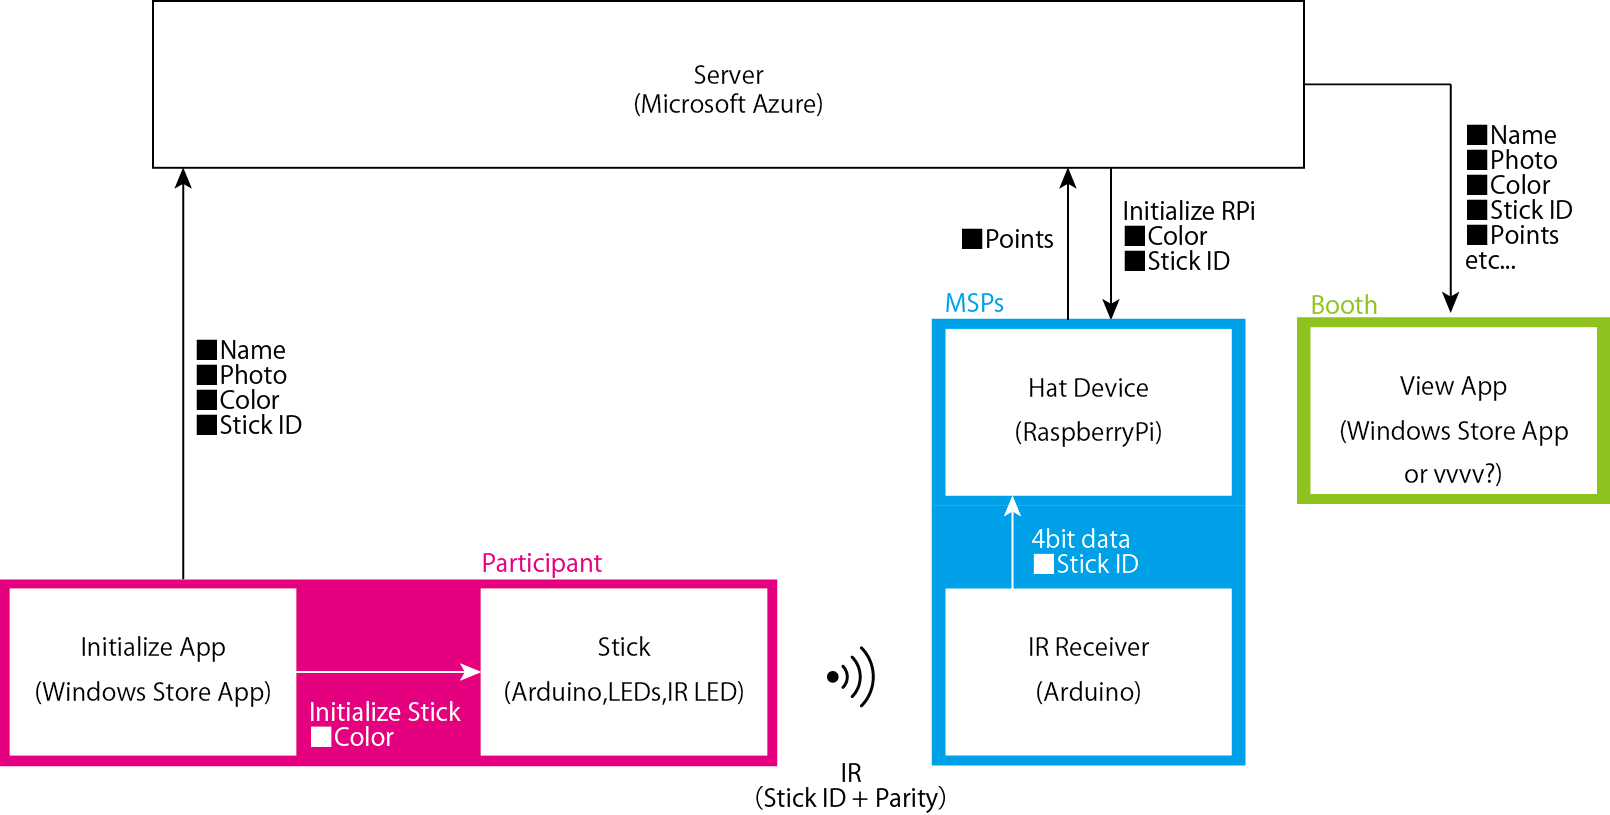 Server
(Microsoft Azure)
■Name
■Photo
■Color
■Stick ID
■Points
etc...
Initialize RPi
■Color
■Stick ID
■Points
MSPs
Booth
Hat Device
(RaspberryPi)
View App
(Windows Store App
or vvvv?)
■Name
■Photo
■Color
■Stick ID
4bit data
■Stick ID
Participant
Initialize App
(Windows Store App)
Initialize Stick
■Color
Stick
(Arduino,LEDs,IR LED)
IR Receiver
(Arduino)
IR
(Stick ID + Parity)